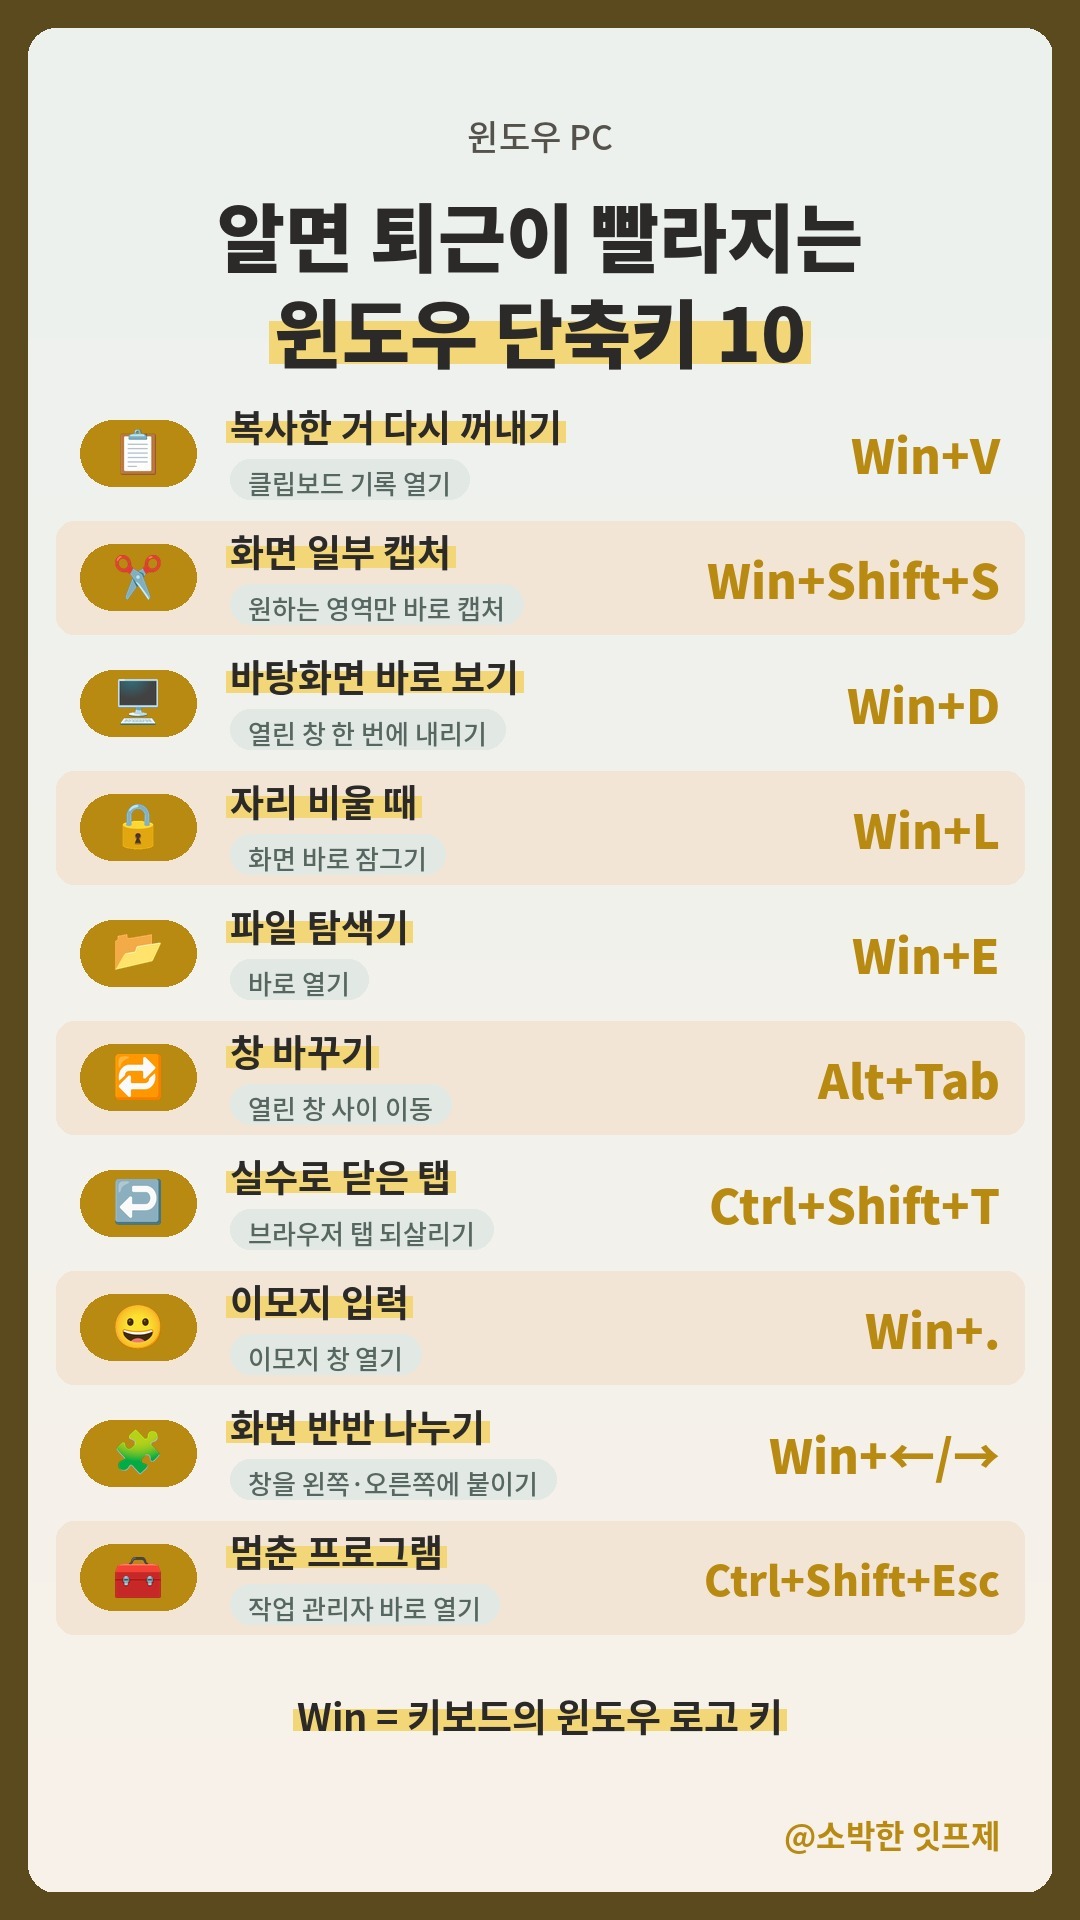 윈도우 PC
알면 퇴근이 빨라지는
윈도우 단축키 10
복사한 거 다시 꺼내기
클립보드 기록 열기
Win+V
화면 일부 캡처
원하는 영역만 바로 캡처
Win+Shift+S
바탕화면 바로 보기
열린 창 한 번에 내리기
Win+D
자리 비울 때
화면 바로 잠그기
Win+L
파일 탐색기
바로 열기
Win+E
창 바꾸기
열린 창 사이 이동
Alt+Tab
실수로 닫은 탭
브라우저 탭 되살리기
Ctrl+Shift+T
이모지 입력
이모지 창 열기
Win+.
화면 반반 나누기
창을 왼쪽·오른쪽에 붙이기
Win+←/→
멈춘 프로그램
작업 관리자 바로 열기
Ctrl+Shift+Esc
Win = 키보드의 윈도우 로고 키
@소박한 잇프제